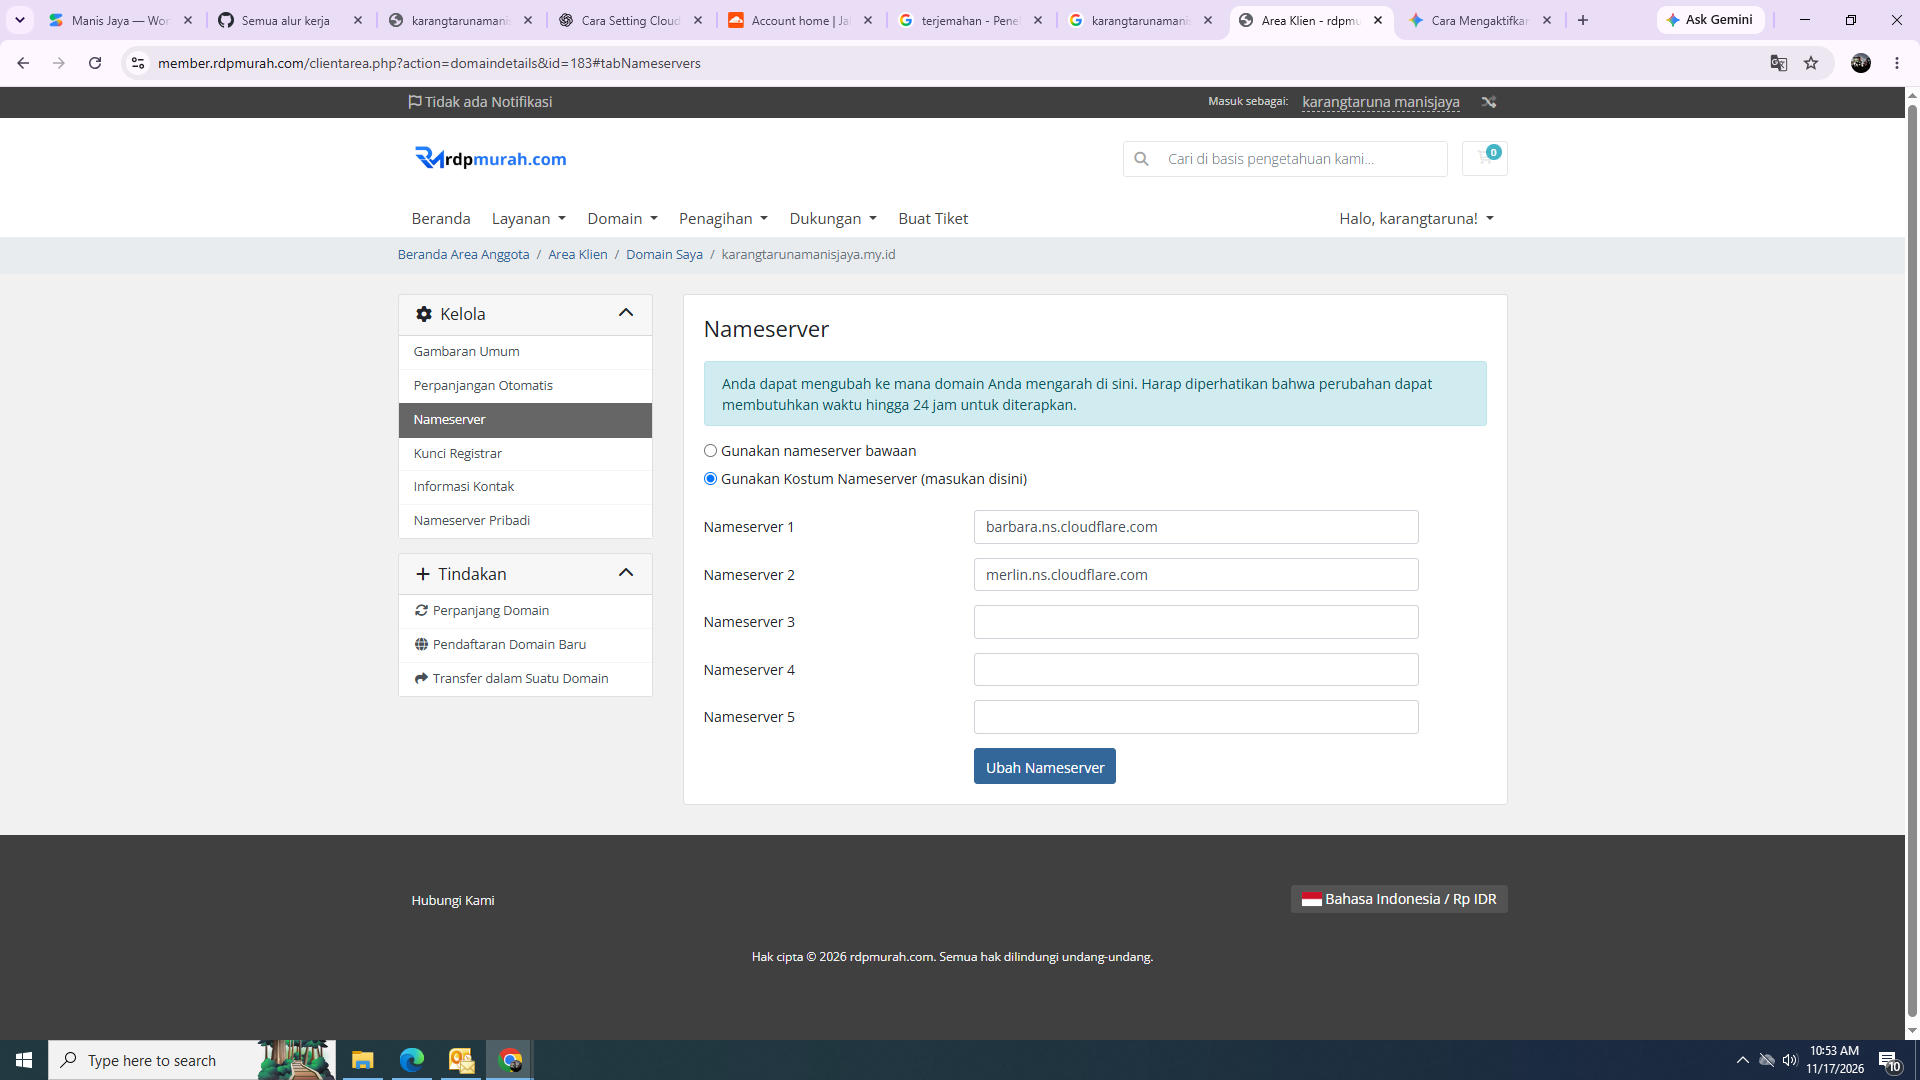 Manis Jaya — Wor
Semua alur kerja
karangtarunamanis
Cara Setting Cloud
Account home | Ja
terjemahan - Pene
karangtarunamanis
Area Klien - rdpmu
Cara Mengaktifkan
Ask Gemini
member.rdpmurah.com/clientarea.php?action=domaindetails&id=183#tabNameservers
Tidak ada Notifikasi
Masuk sebagai: karangtaruna manisjaya
rdpmurah.com
Cari di basis pengetahuan kami...
0
Beranda Layanan Domain Penagihan Dukungan Buat Tiket Halo, karangtaruna!
Beranda Area Anggota / Area Klien / Domain Saya / karangtarunamanisjaya.my.id
Kelola
Gambaran Umum
Perpanjangan Otomatis
Nameserver
Kunci Registrar
Informasi Kontak
Nameserver Pribadi
Tindakan
Perpanjang Domain
Pendaftaran Domain Baru
Transfer dalam Suatu Domain
Nameserver
Anda dapat mengubah ke mana domain Anda mengarah di sini. Harap diperhatikan bahwa perubahan dapat
membutuhkan waktu hingga 24 jam untuk diterapkan.
Gunakan nameserver bawaan
Gunakan Kostum Nameserver (masukan disini)
Nameserver 1 barbara.ns.cloudflare.com
Nameserver 2 merlin.ns.cloudflare.com
Nameserver 3
Nameserver 4
Nameserver 5
Ubah Nameserver
Hubungi Kami
Bahasa Indonesia / Rp IDR
Hak cipta © 2026 rdpmurah.com. Semua hak dilindungi undang-undang.
Type here to search
10:53 AM
11/17/2026
10